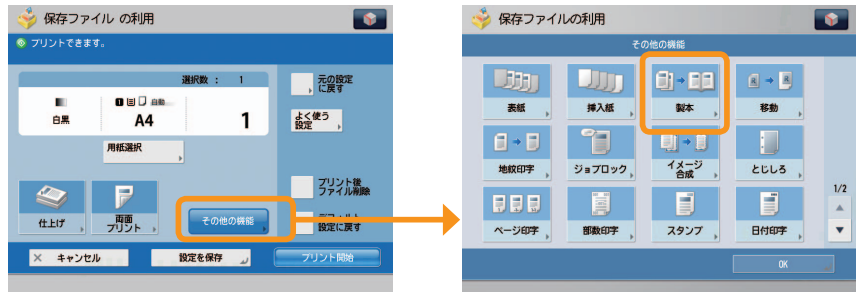 保存ファイル の利用
プリントできます。
選択数 : 1
自動
白黒
A4
1
用紙選択
元の設定
に戻す
よく使う
設定
プリント後
ファイル削除
デフォルト
設定に戻す
仕上げ
両面
プリント
その他の機能
キャンセル
設定を保存
プリント開始
保存ファイルの利用
その他の機能
表紙
挿入紙
製本
移動
地紋印字
ジョブロック
イメージ
合成
とじしろ
1/2
ページ印字
部数印字
スタンプ
日付印字
OK